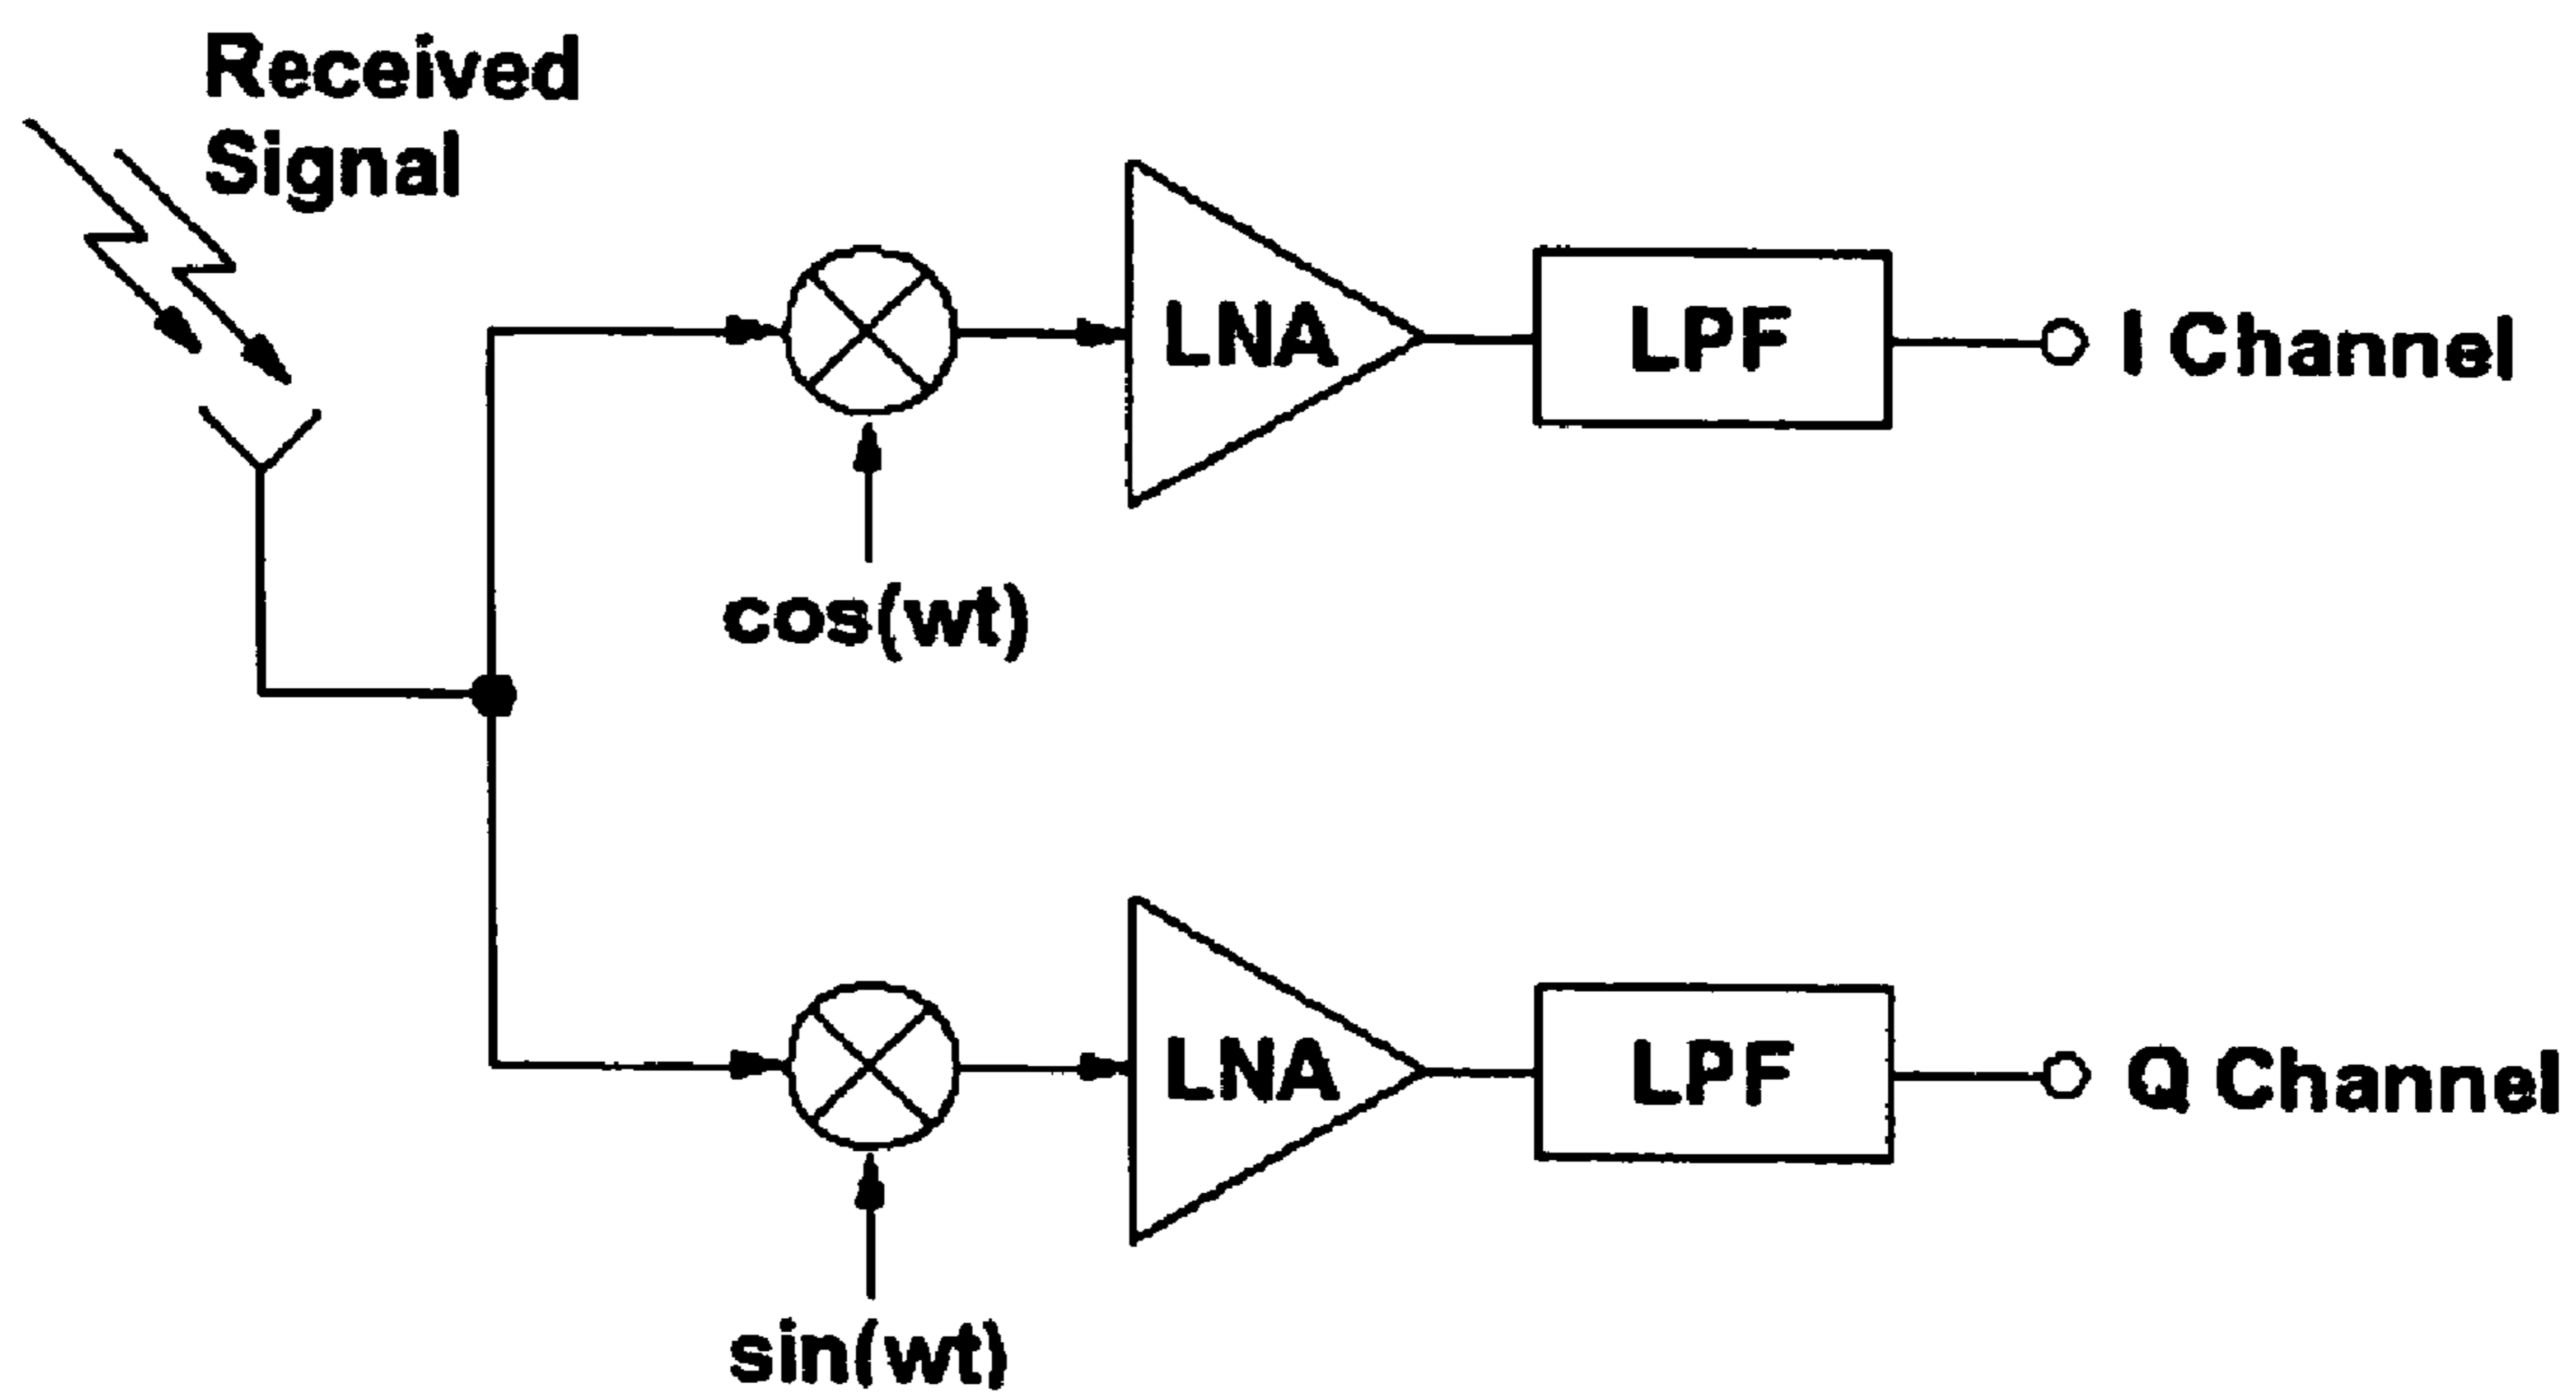 Received
Signal
LNA
LPF
I Channel
cos(wt)
LNA
LPF
Q Channel
sin(wt)